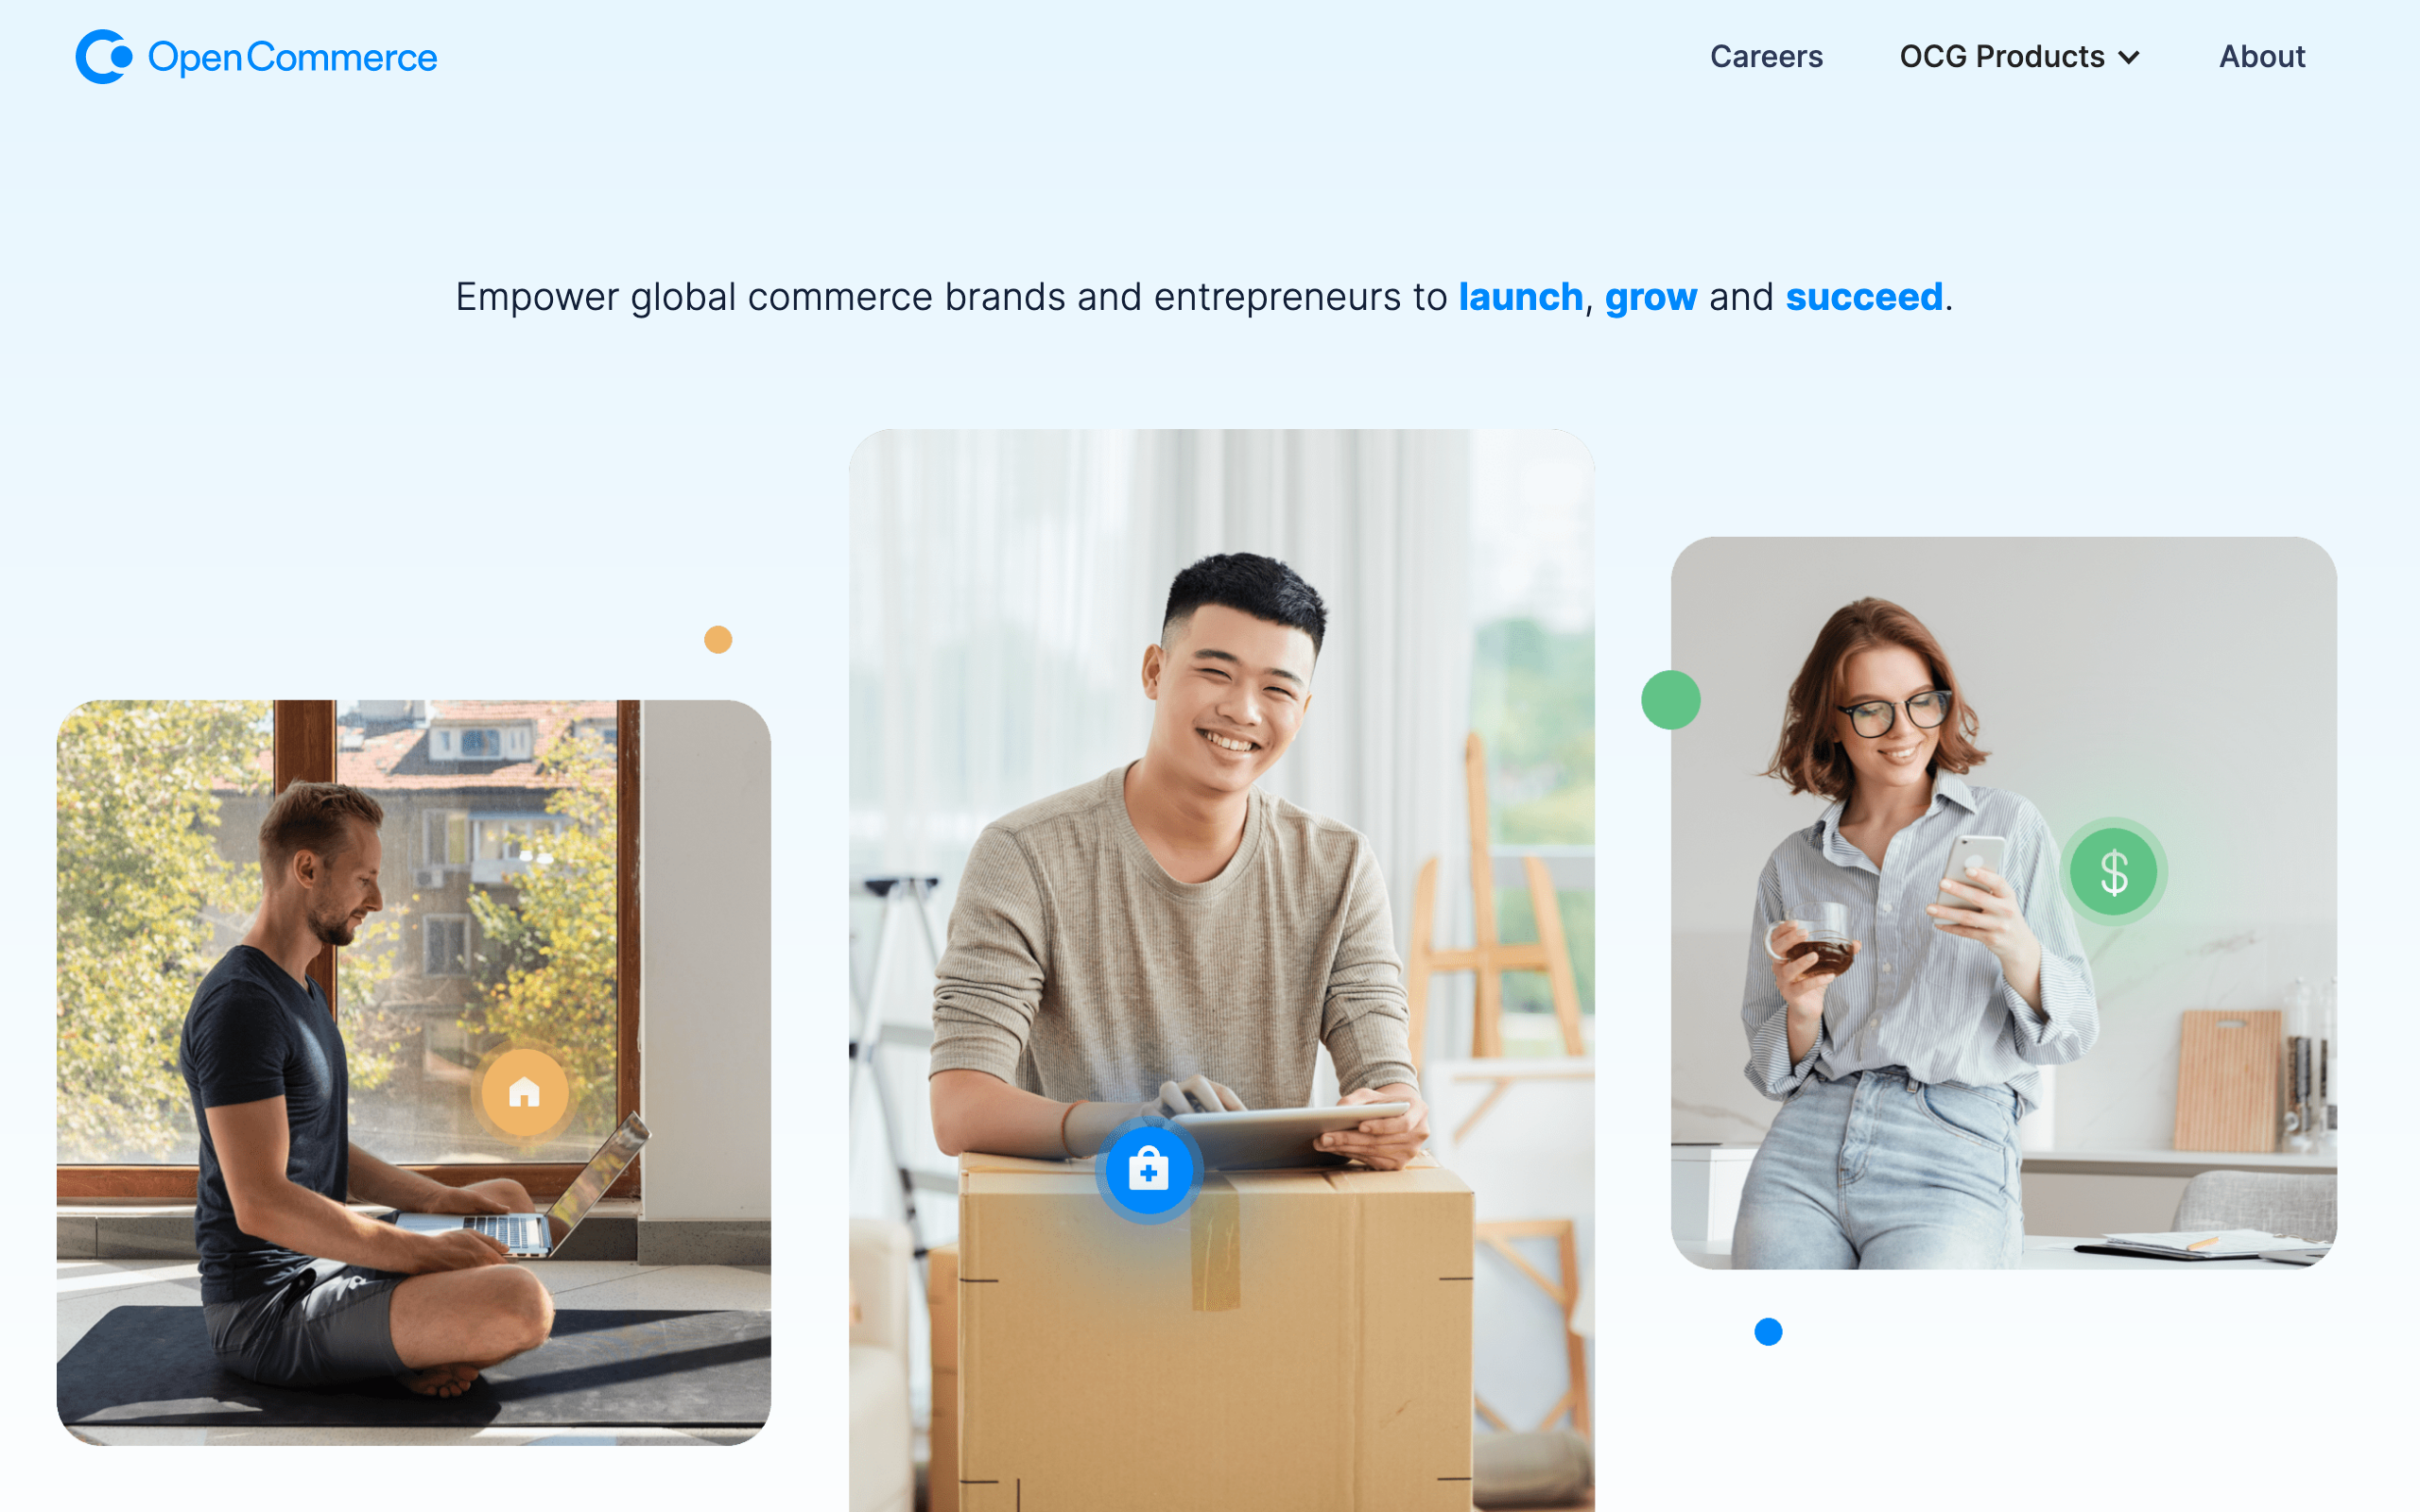 OpenCommerce
Careers
OCG Products
About
Empower global commerce brands and entrepreneurs to launch, grow and succeed.
$